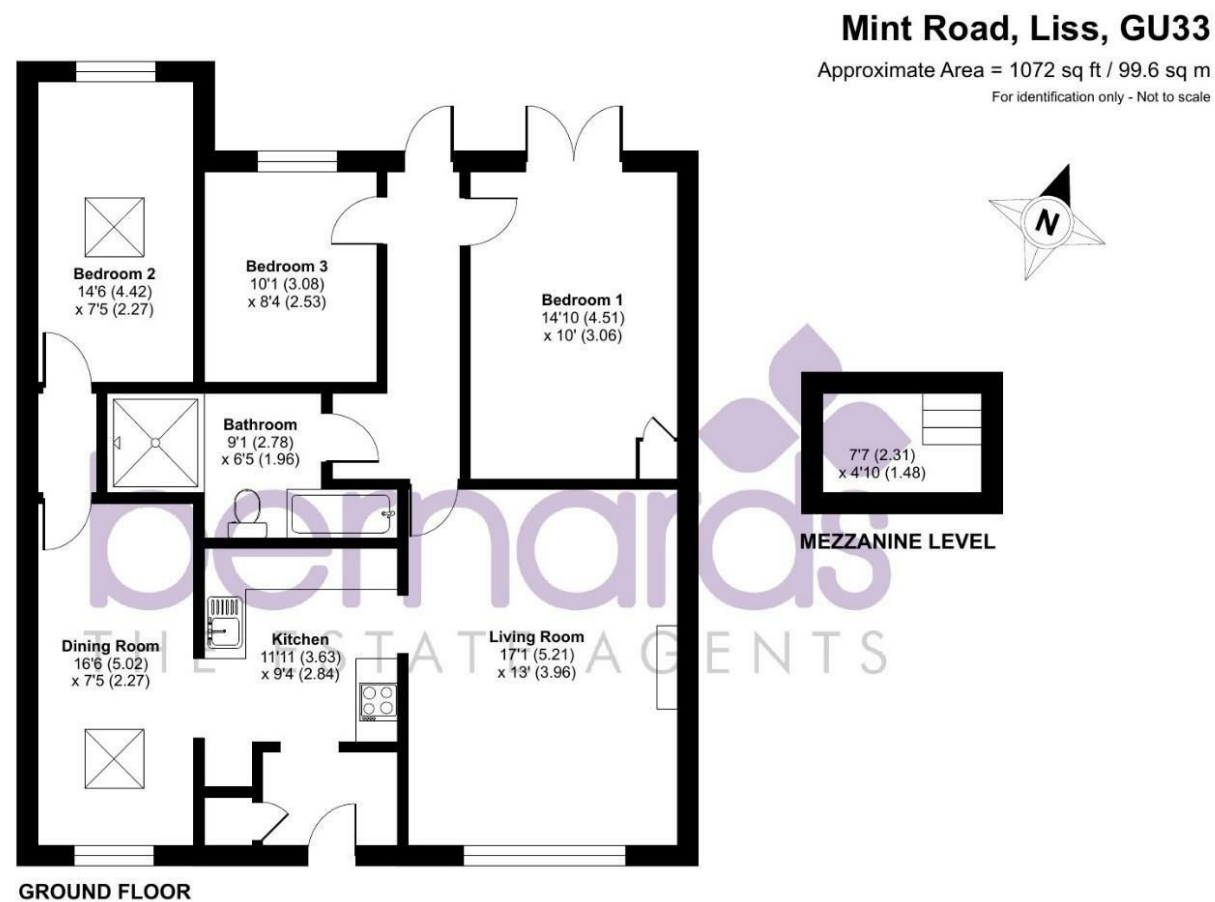 Mint Road, Liss, GU33
Approximate Area = 1072 sq ft / 99.6 sq m
For identification only - Not to scale
N
Bedroom 2
14'6 (4.42)
x 7'5 (2.27)
Bedroom 3
10'1 (3.08)
x 8'4 (2.53)
Bedroom 1
14'10 (4.51)
x 10' (3.06)
Bathroom
9'1 (2.78)
x 6'5 (1.96)
7'7 (2.31)
x 4'10 (1.48)
MEZZANINE LEVEL
bernards
THE ESTATE AGENTS
Dining Room
16'6 (5.02)
x 7'5 (2.27)
Kitchen
11'11 (3.63)
x 9'4 (2.84)
Living Room
17'1 (5.21)
x 13' (3.96)
GROUND FLOOR